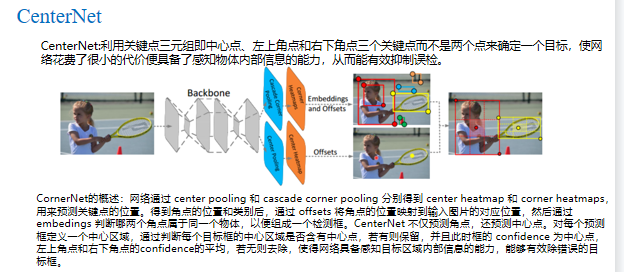 CenterNet
CenterNet:利用关键点三元组即中心点、左上角点和右下角点三个关键点而不是两个点来确定一个目标，使网
络花费了很小的代价便具备了感知物体内部信息的能力，从而能有效抑制误检。
Backbone
Cascade Corner Pooling
Corner Heatmaps
Embeddings
and Offsets
Center Pooling
Center Heatmap
Offsets
CornerNet的概述：网络通过 center pooling 和 cascade corner pooling 分别得到 center heatmap 和 corner heatmaps，
用来预测关键点的位置。得到角点的位置和类别后，通过 offsets 将角点的位置映射到输入图片的对应位置，然后通过
embedings 判断哪两个角点属于同一个物体，以便组成一个检测框。CenterNet 不仅预测角点，还预测中心点。对每个预测
框定义一个中心区域，通过判断每个目标框的中心区域是否含有中心点，若有则保留，并且此时框的 confidence 为中心点，
左上角点和右下角点的confidence的平均，若无则去除，使得网络具备感知目标区域内部信息的能力，能够有效除错误的目
标框。